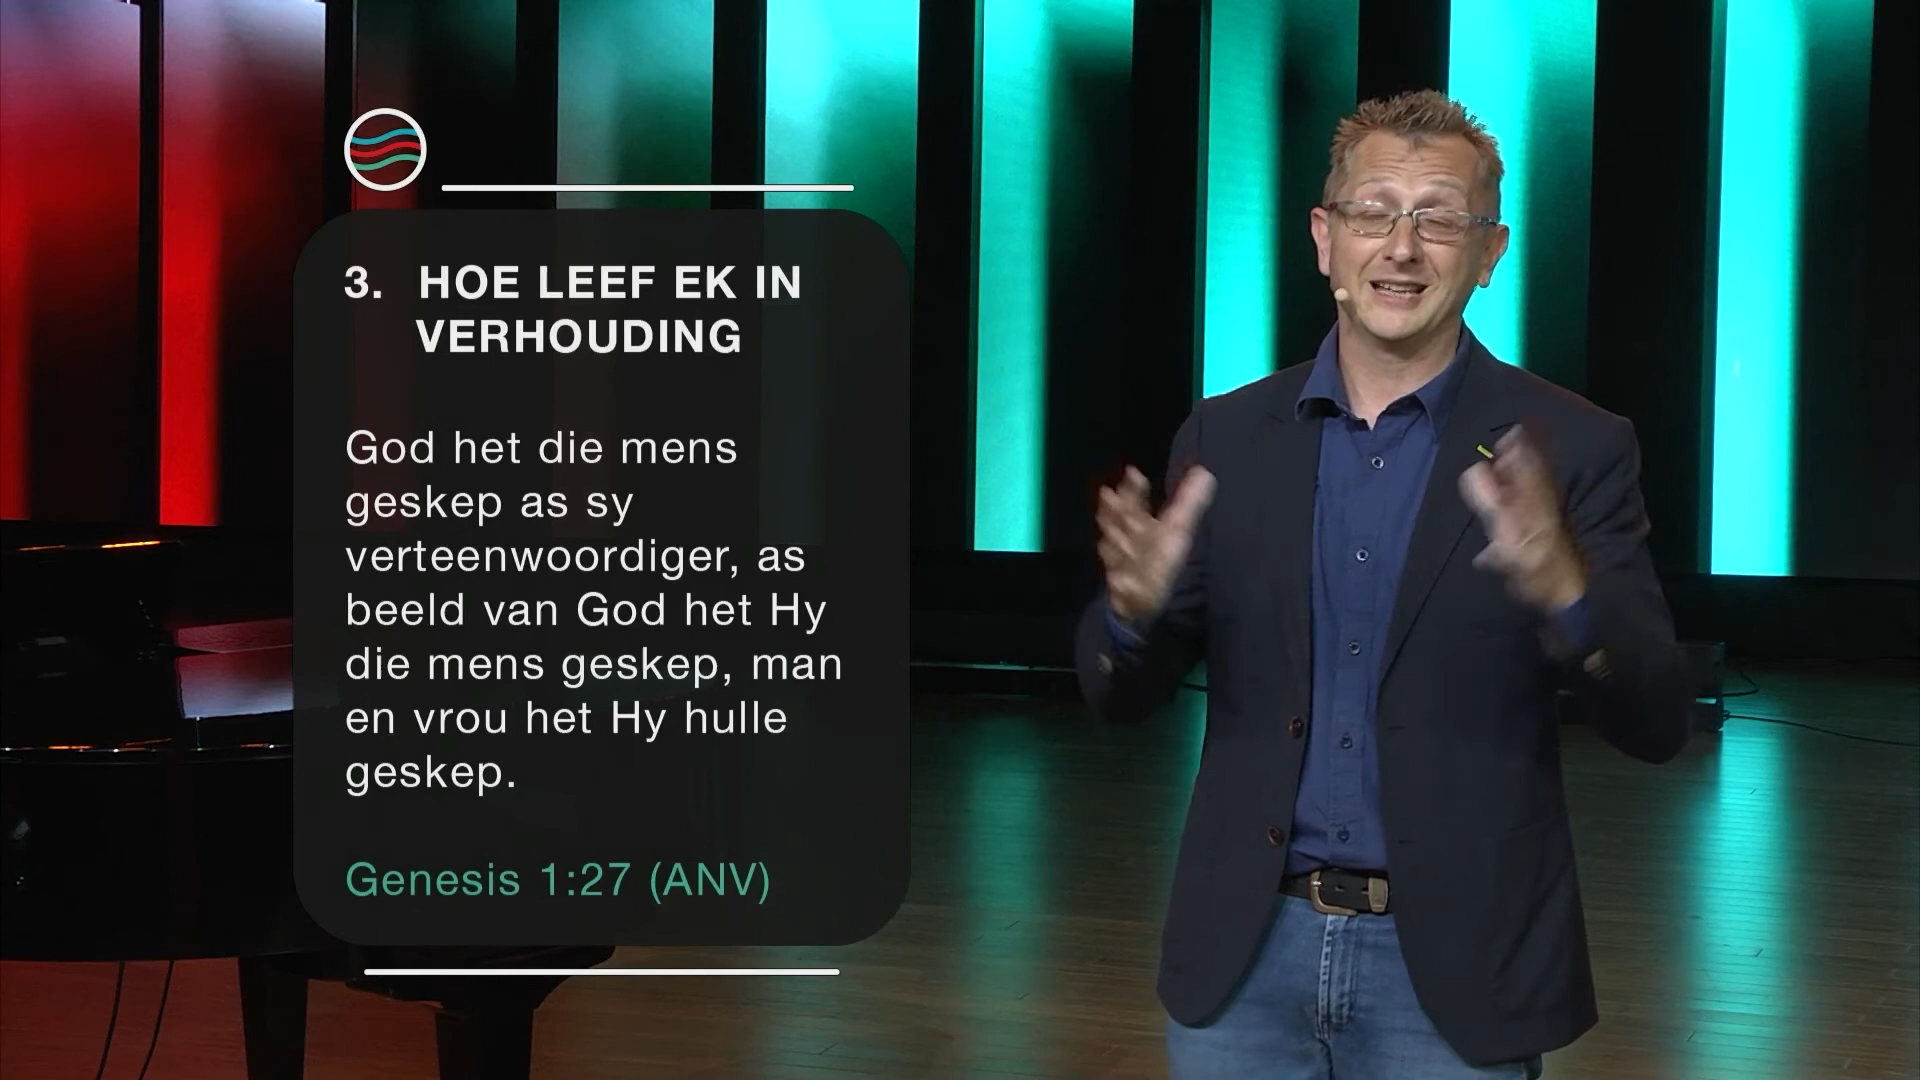 3. HOE LEEF EK IN
VERHOUDING
God het die mens
geskep as sy
verteenwoordiger, as
beeld van God het Hy
die mens geskep, man
en vrou het Hy hulle
geskep.
Genesis 1:27 (ANV)